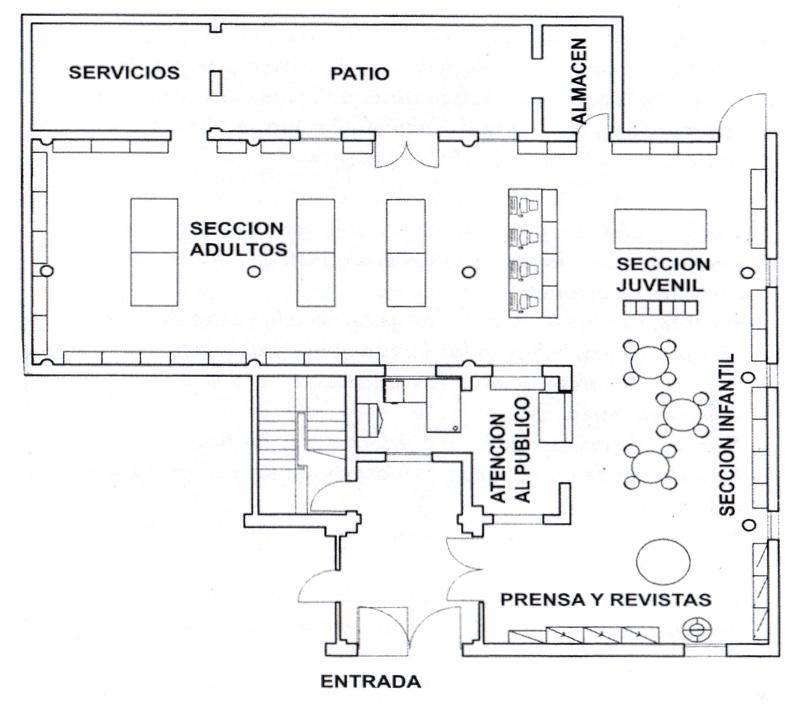 SERVICIOS
PATIO
ALMACEN
SECCION
ADULTOS
SECCION
JUVENIL
SECCION INFANTIL
ATENCION
AL PUBLICO
PRENSA Y REVISTAS
ENTRADA